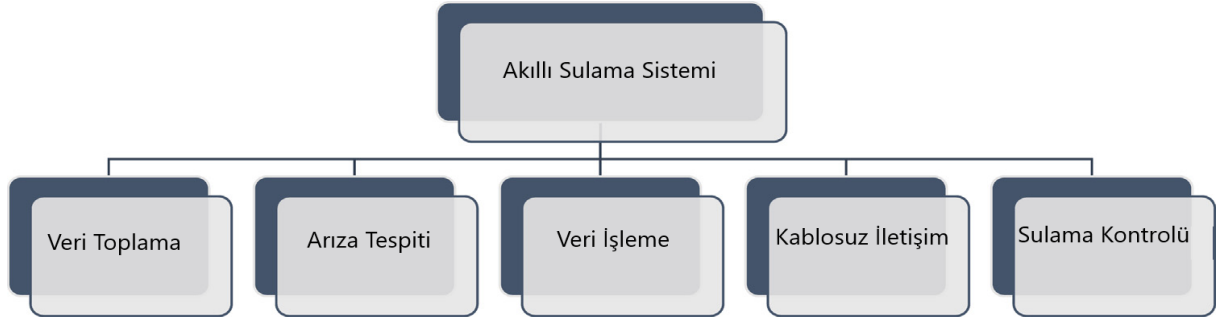 Akıllı Sulama Sistemi
Veri Toplama
Arıza Tespiti
Veri İşleme
Kablosuz İletişim
Sulama Kontrolü